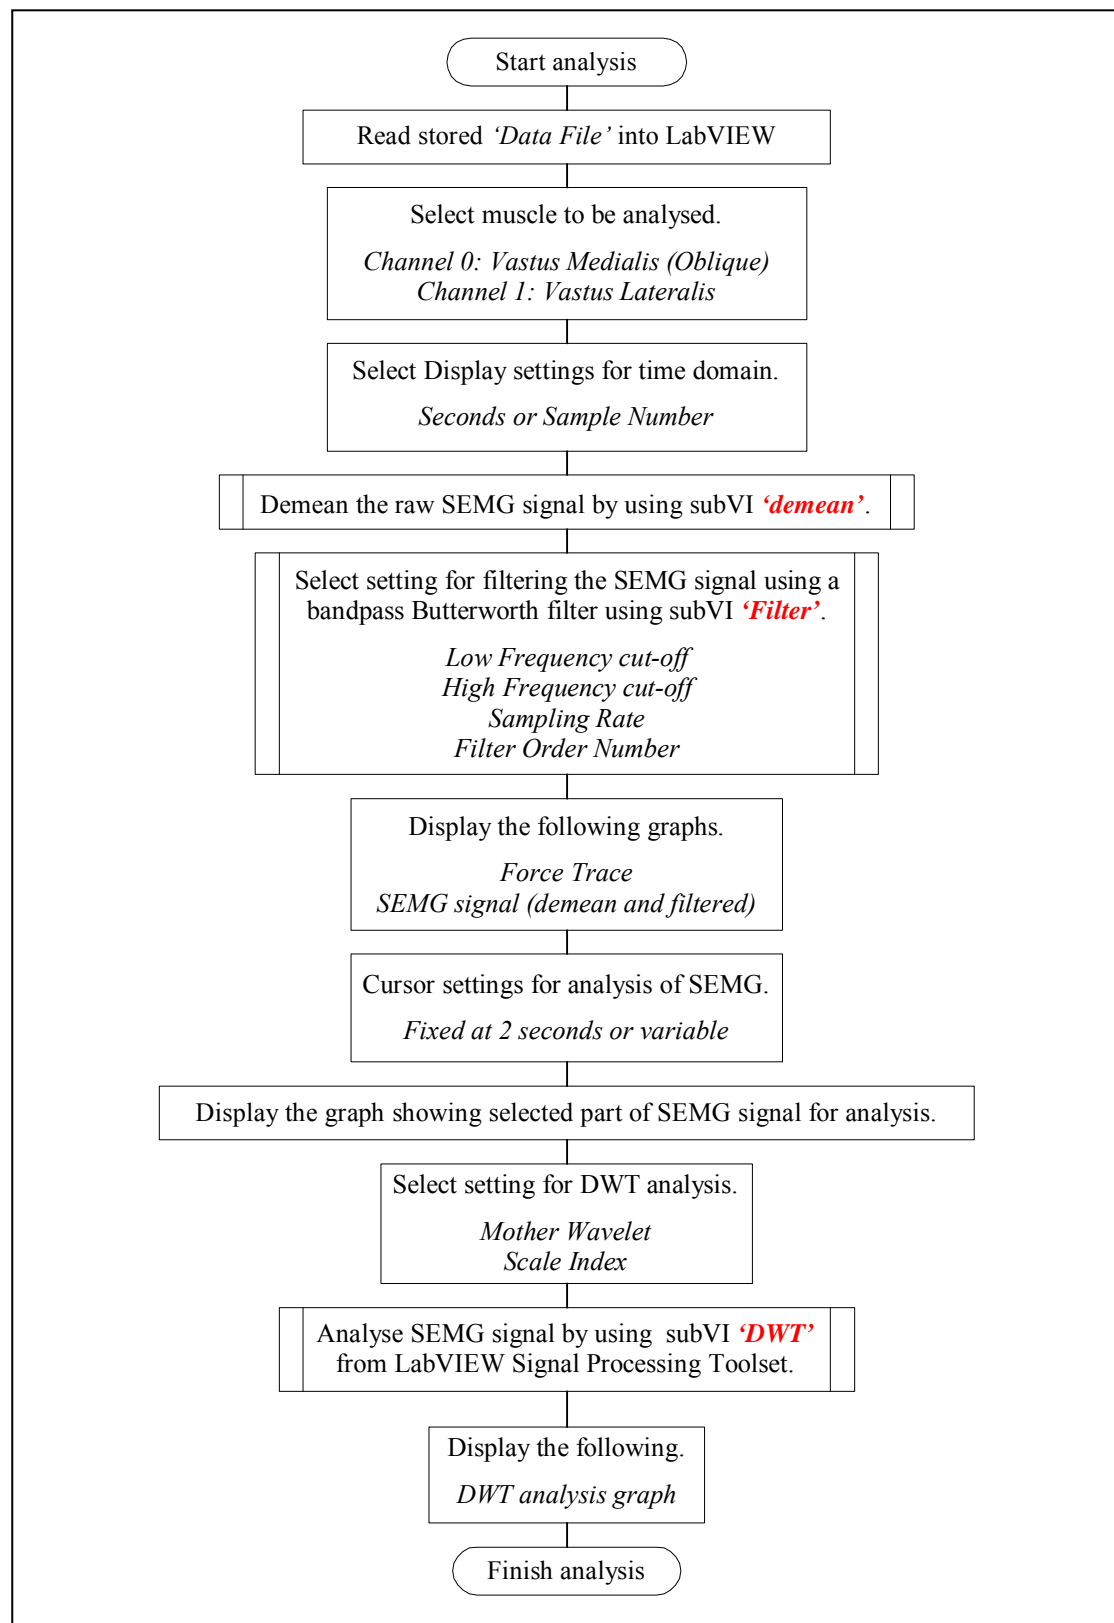 Start analysis
Read stored ‘Data File’ into LabVIEW
Select muscle to be analysed.
Channel 0: Vastus Medialis (Oblique)
Channel 1: Vastus Lateralis
Select Display settings for time domain.
Seconds or Sample Number
Demean the raw SEMG signal by using subVI ‘demean’.
Select setting for filtering the SEMG signal using a
bandpass Butterworth filter using subVI ‘Filter’.
Low Frequency cut-off
High Frequency cut-off
Sampling Rate
Filter Order Number
Display the following graphs.
Force Trace
SEMG signal (demean and filtered)
Cursor settings for analysis of SEMG.
Fixed at 2 seconds or variable
Display the graph showing selected part of SEMG signal for analysis.
Select setting for DWT analysis.
Mother Wavelet
Scale Index
Analyse SEMG signal by using  subVI ‘DWT’
from LabVIEW Signal Processing Toolset.
Display the following.
DWT analysis graph
Finish analysis